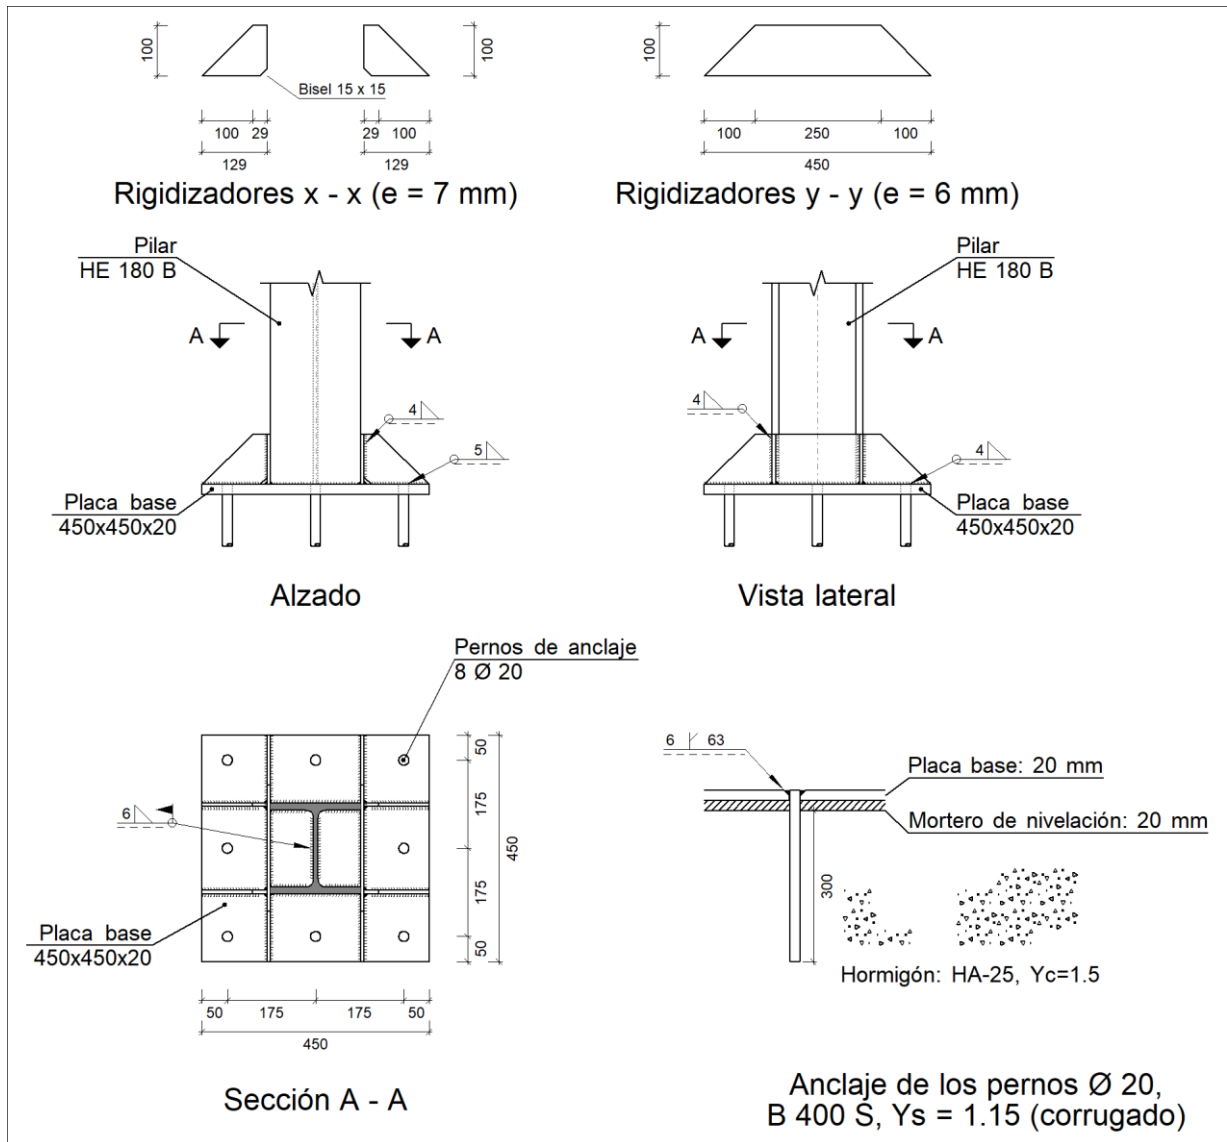 100
100
Bisel 15 x 15
100 29
129
29 100
129
Rigidizadores x - x (e = 7 mm)
100
100 250 100
450
Rigidizadores y - y (e = 6 mm)
Pilar
HE 180 B
A A
4
5
Placa base
450x450x20
Alzado
Pilar
HE 180 B
A A
4
4
Placa base
450x450x20
Vista lateral
Pernos de anclaje
8 Ø 20
6
50
175
175
50
450
Placa base
450x450x20
50 175 175 50
450
Sección A - A
6 63
Placa base: 20 mm
Mortero de nivelación: 20 mm
300
Hormigón: HA-25, Yc=1.5
Anclaje de los pernos Ø 20,
B 400 S, Ys = 1.15 (corrugado)